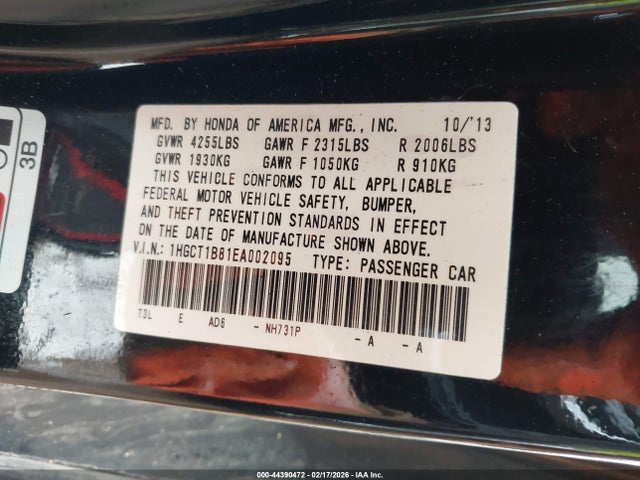 MFD. BY HONDA OF AMERICA MFG., INC. 10/'13
GVWR 4255LBS GAWR F 2315LBS R 2006LBS
GVWR 1930KG GAWR F 1050KG R 910KG
THIS VEHICLE CONFORMS TO ALL APPLICABLE
FEDERAL MOTOR VEHICLE SAFETY, BUMPER,
AND THEFT PREVENTION STANDARDS IN EFFECT
ON THE DATE OF MANUFACTURE SHOWN ABOVE.
V.I.N.: 1HGCT1B81EA002095 TYPE: PASSENGER CAR
T3L E AD6 - NH731P - A - A
3B
000-44390472 - 02/17/2026 - IAA Inc.